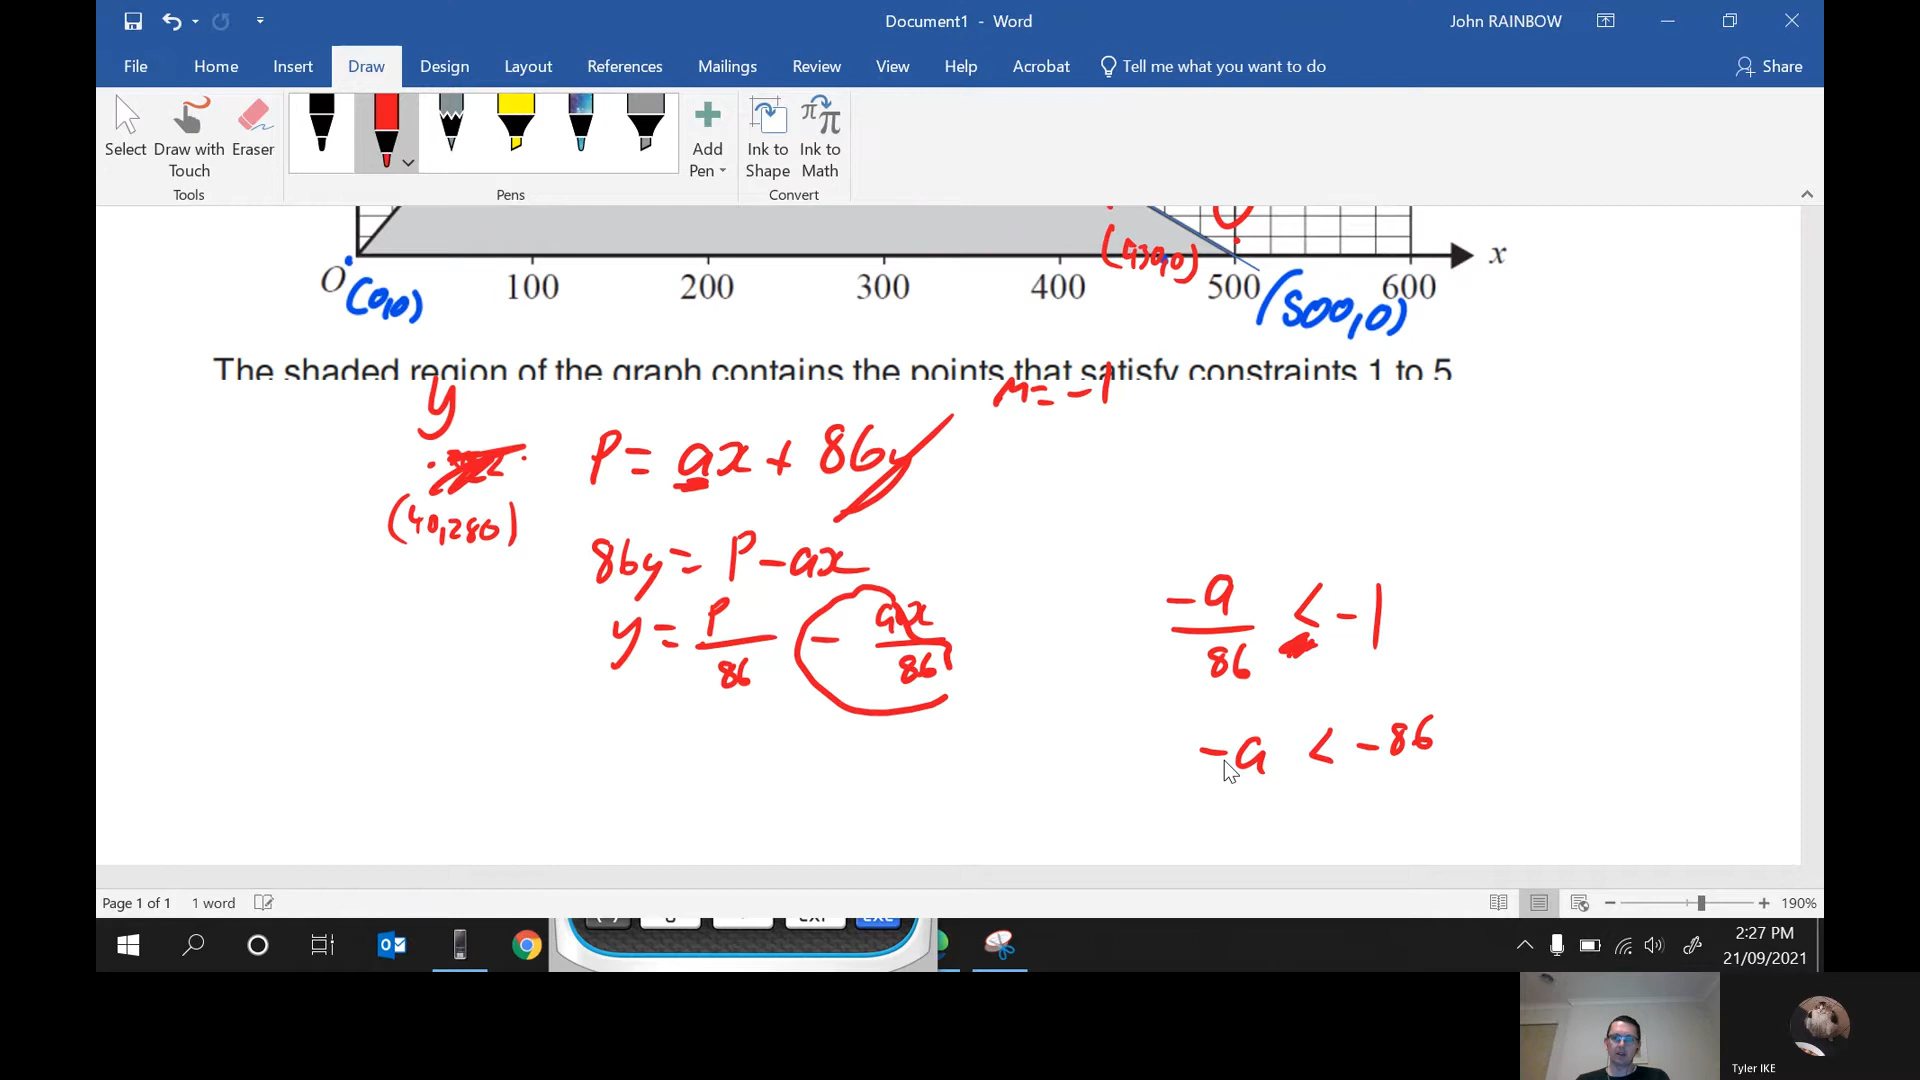 Document1 - Word
John RAINBOW
File Home Insert Draw Design Layout References Mailings Review View Help Acrobat Tell me what you want to do Share
Select
Draw with Touch
Eraser
Add Pen
Ink to Shape
Ink to Math
Tools
Pens
Convert
x
O 100 200 300 400 500 600
(0,0)
(500,0)
The shaded region of the graph contains the points that satisfy constraints 1 to 5
y
m = -1
P = ax + 86y
(40,280)
86y = P - ax
y = P/86 - ax/86
-a/86 < -1
-a < -86
Page 1 of 1 1 word
190%
EXE
2:27 PM
21/09/2021
Tyler IKE